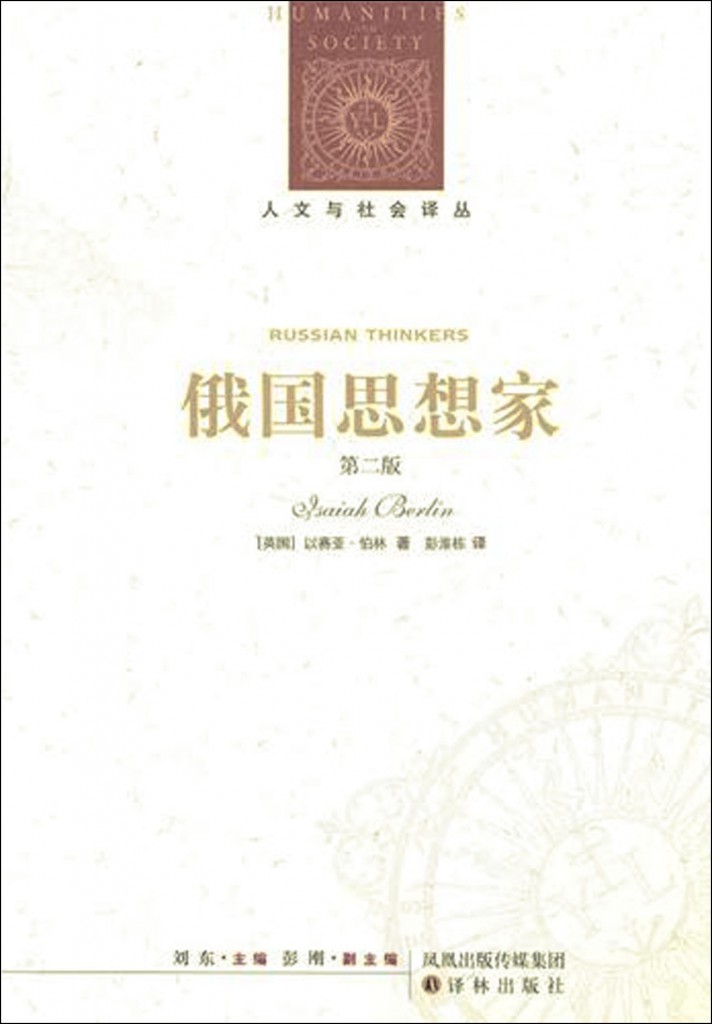 HUMANITIES
and
SOCIETY
人文与社会译丛
RUSSIAN THINKERS
俄国思想家
第二版
Isaiah Berlin
[英国] 以赛亚·伯林 著 彭淮栋 译
HUMANITI
刘东·主编 彭刚·副主编
凤凰出版传媒集团
译林出版社